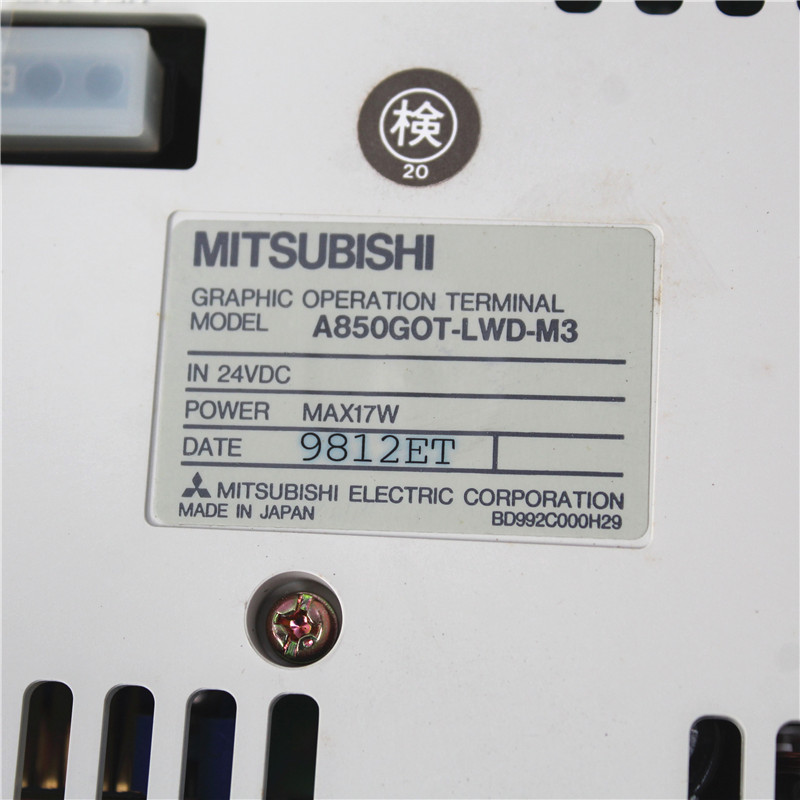 検
20
MITSUBISHI
GRAPHIC OPERATION TERMINAL
MODEL A850GOT-LWD-M3
IN 24VDC
POWER MAX17W
DATE 9812ET
MITSUBISHI ELECTRIC CORPORATION
MADE IN JAPAN BD992C000H29